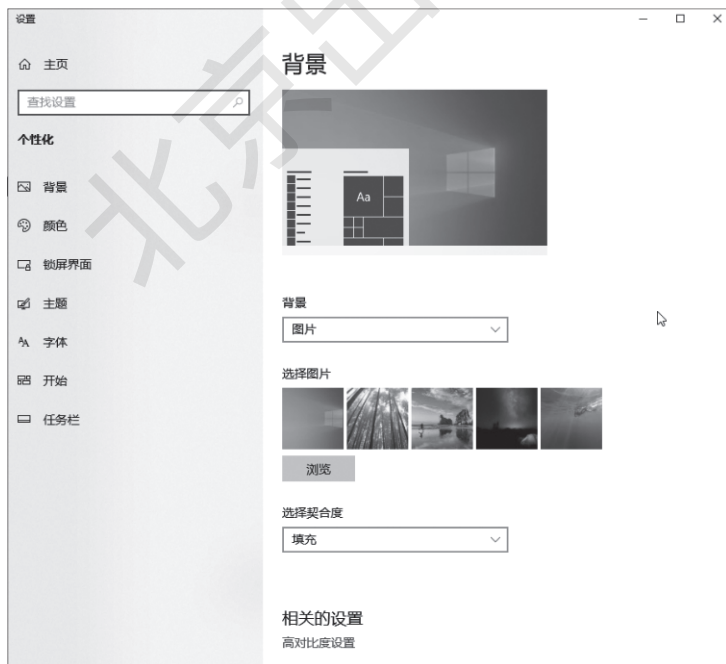 设置
主页
查找设置
个性化
背景
颜色
锁屏界面
主题
字体
开始
任务栏
背景
Aa
背景
图片
选择图片
浏览
选择契合度
填充
相关的设置
高对比度设置
北京出